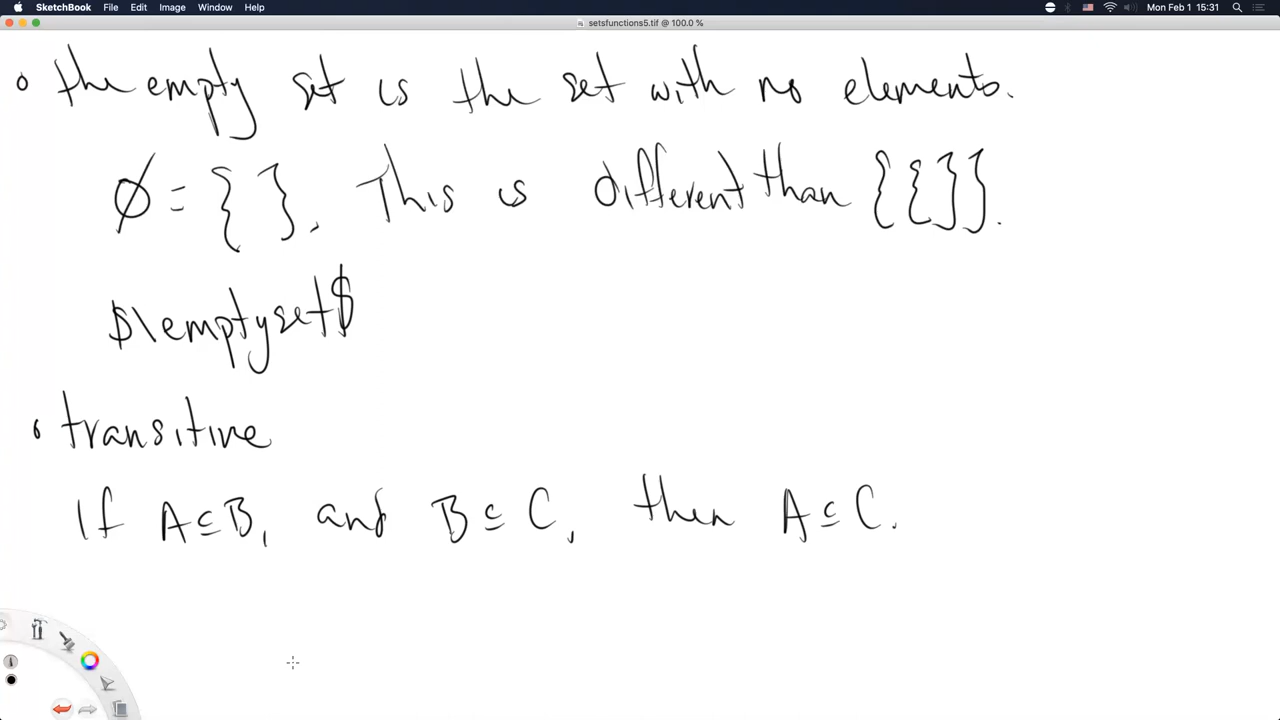 SketchBook File Edit Image Window Help Mon Feb 1 15:31
setsfunctions5.tif @ 100.0 %
• the empty set is the set with no elements.
∅ = { }. This is different than {{}}.
$\emptyset$
• transitive
If A ⊆ B, and B ⊆ C, then A ⊆ C.